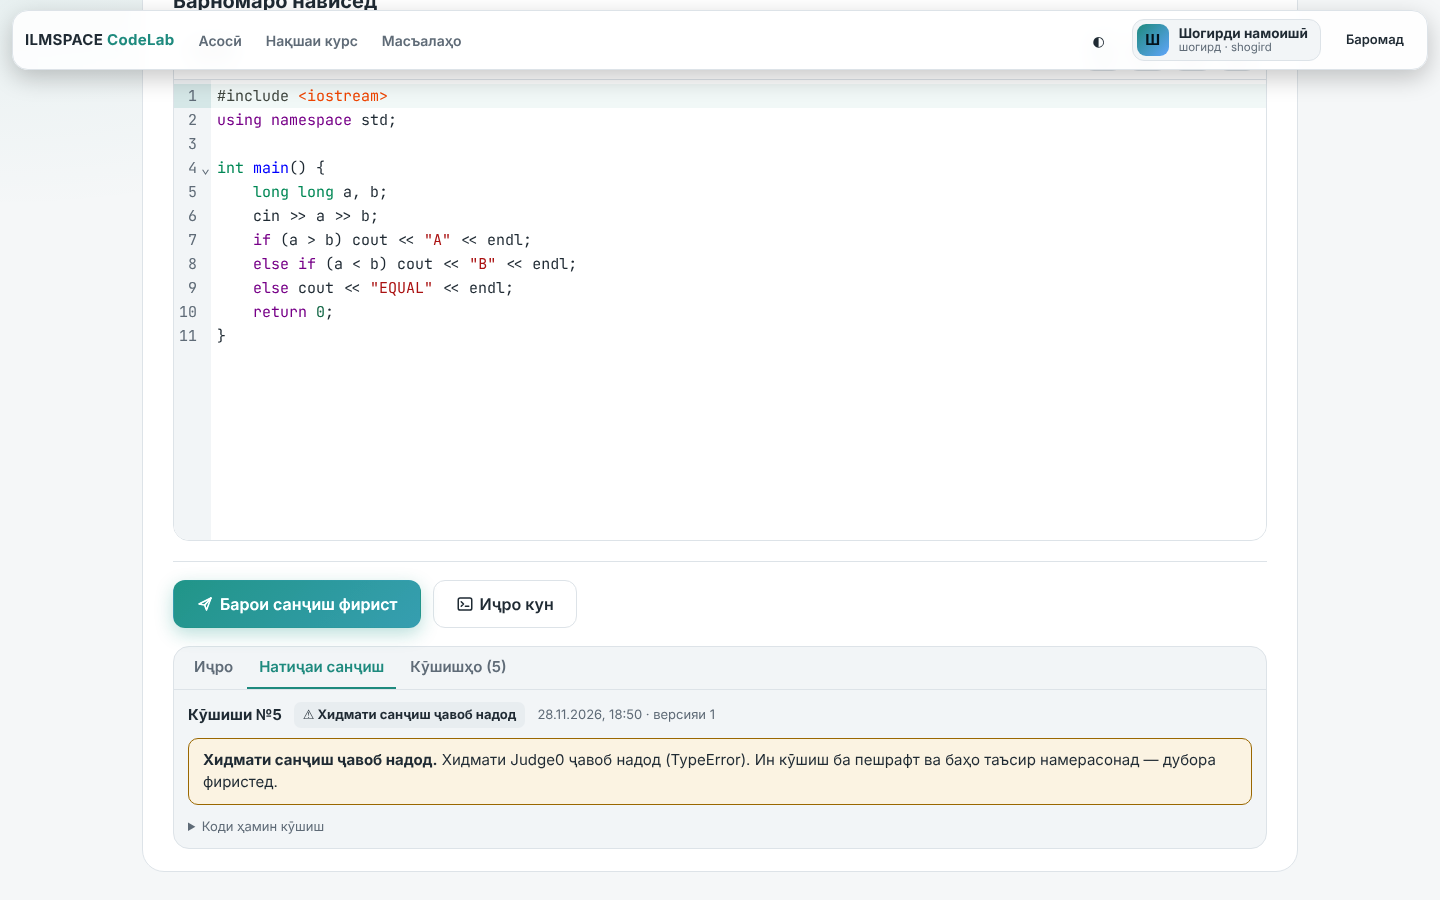 Барномаро нависед
ILMSPACE CodeLab
Асосӣ
Нақшаи курс
Масъалаҳо
Ш
Шогирди намоишӣ
шогирд · shogird
Баромад
1 #include <iostream>
2 using namespace std;
3
4 int main() {
5 long long a, b;
6 cin >> a >> b;
7 if (a > b) cout << "A" << endl;
8 else if (a < b) cout << "B" << endl;
9 else cout << "EQUAL" << endl;
10 return 0;
11 }
Барои санҷиш фирист
Иҷро кун
Иҷро
Натиҷаи санҷиш
Кӯшишҳо (5)
Кӯшиши №5
⚠ Хидмати санҷиш ҷавоб надод
28.11.2026, 18:50 · версияи 1
Хидмати санҷиш ҷавоб надод. Хидмати Judge0 ҷавоб надод (TypeError). Ин кӯшиш ба пешрафт ва баҳо таъсир намерасонад — дубора
фиристед.
▶ Коди ҳамин кӯшиш